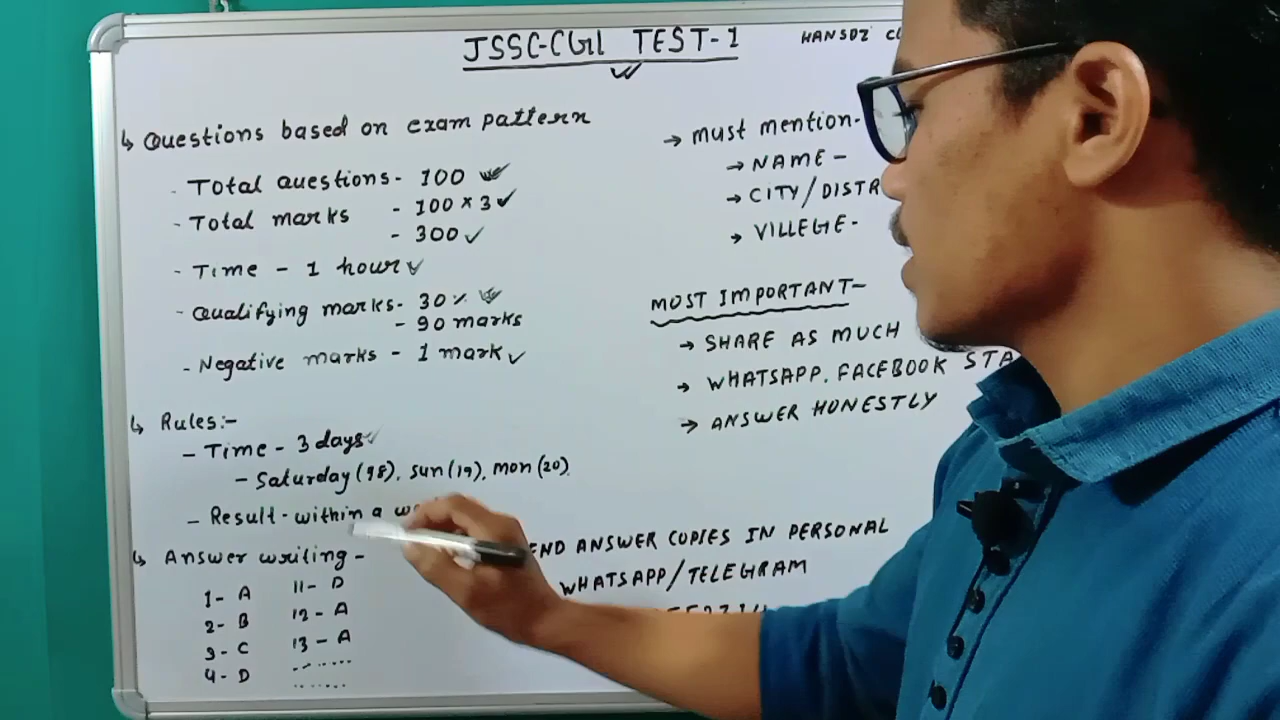 JSSC-CGL TEST-1
HANSDZ
↳ Questions based on exam pattern
- Total Questions - 100
- Total marks - 100 × 3
- 300
- Time - 1 hour
- Qualifying marks - 30%
- 90 marks
- Negative marks - 1 mark
↳ Rules:-
- Time - 3 days
- Saturday (18), sun (19), mon (20)
- Result - within a
↳ Answer writing -
1- A
2- B
3- C
4- D
11- D
12- A
13- A
→ must mention -
→ NAME -
→ CITY/DISTR
→ VILLEGE -
MOST IMPORTANT -
→ SHARE AS MUCH
→ WHATSAPP. FACEBOOK STA
→ ANSWER HONESTLY
END ANSWER COPIES IN PERSONAL
WHATSAPP/TELEGRAM